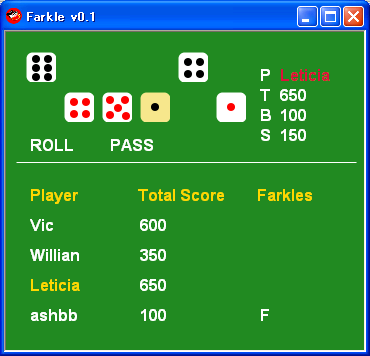 Farkle v0.1
P Leticia
T 650
B 100
S 150
ROLL PASS
Player Total Score Farkles
Vic 600
Willian 350
Leticia 650
ashbb 100 F